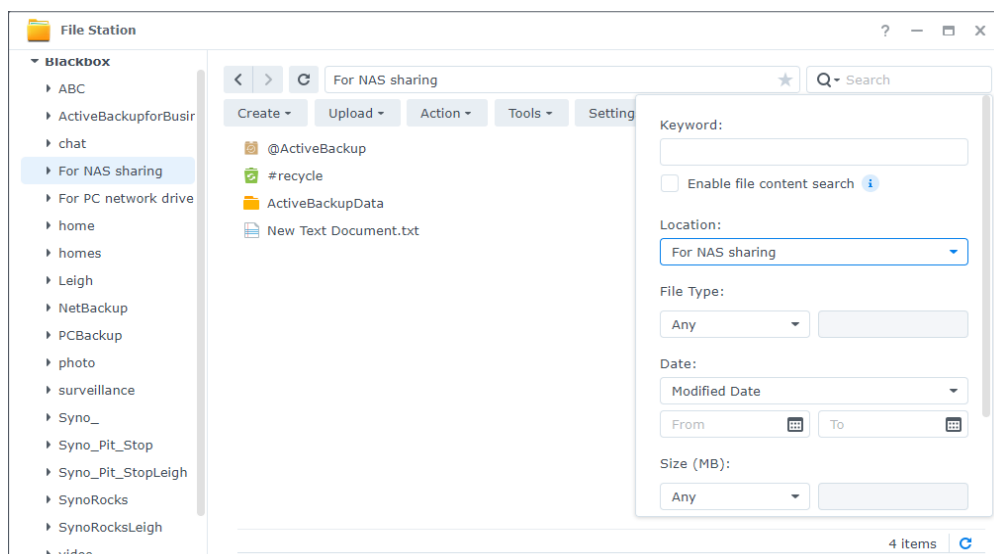 File Station
Blackbox
ABC
ActiveBackupforBusir
chat
For NAS sharing
For PC network drive
home
homes
Leigh
NetBackup
PCBackup
photo
surveillance
Syno_
Syno_Pit_Stop
Syno_Pit_StopLeigh
SynoRocks
SynoRocksLeigh
video
For NAS sharing
Search
Create
Upload
Action
Tools
Setting
@ActiveBackup
#recycle
ActiveBackupData
New Text Document.txt
Keyword:
Enable file content search
Location:
For NAS sharing
File Type:
Any
Date:
Modified Date
From
To
Size (MB):
Any
4 items